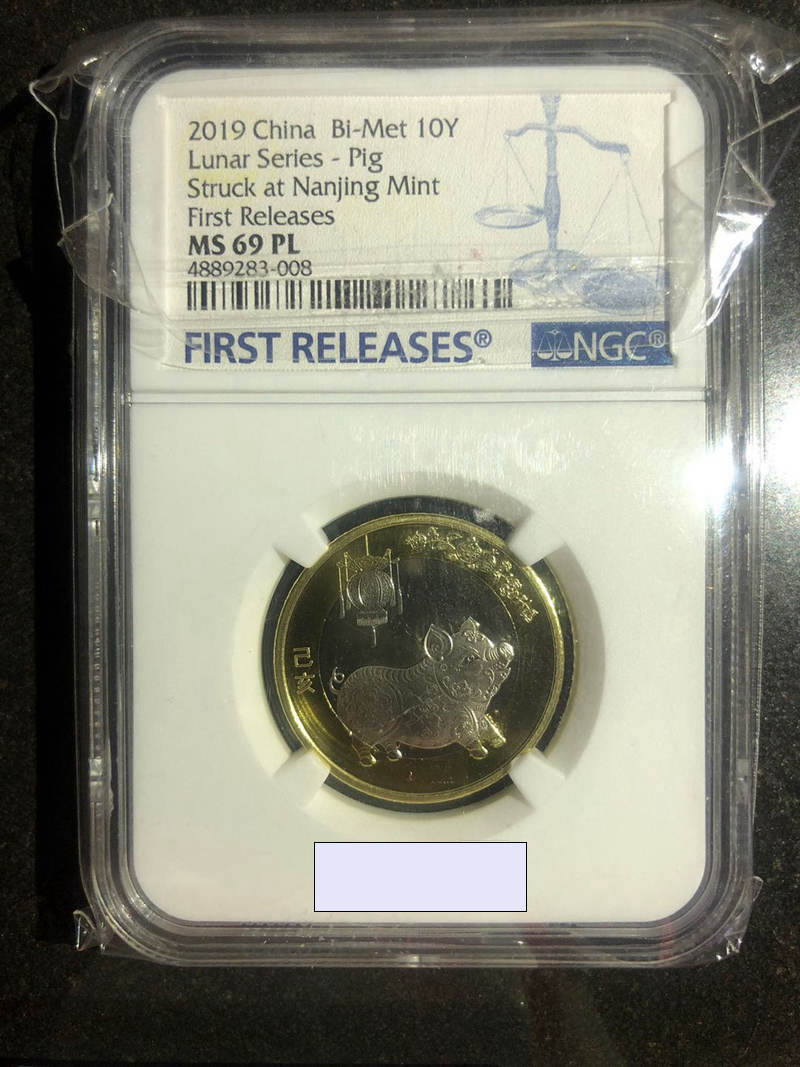 2019 China Bi-Met 10Y
Lunar Series - Pig
Struck at Nanjing Mint
First Releases
MS 69 PL
4889283-008
FIRST RELEASES®
NGC®
己亥